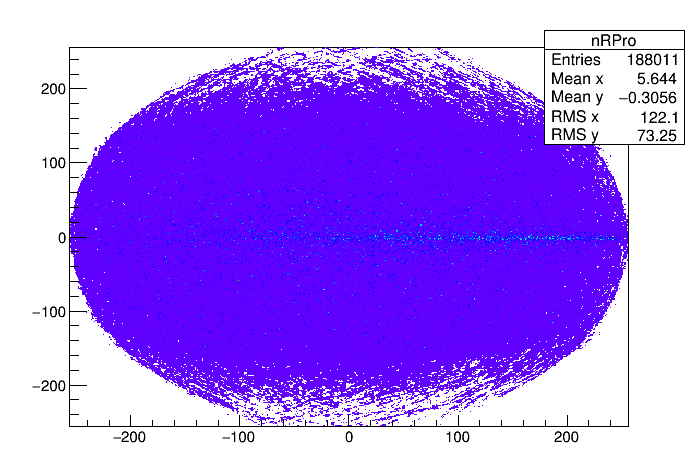 nRPro
Entries 188011
Mean x 5.644
Mean y −0.3056
RMS x 122.1
RMS y 73.25
200
100
0
−100
−200
−200 −100 0 100 200